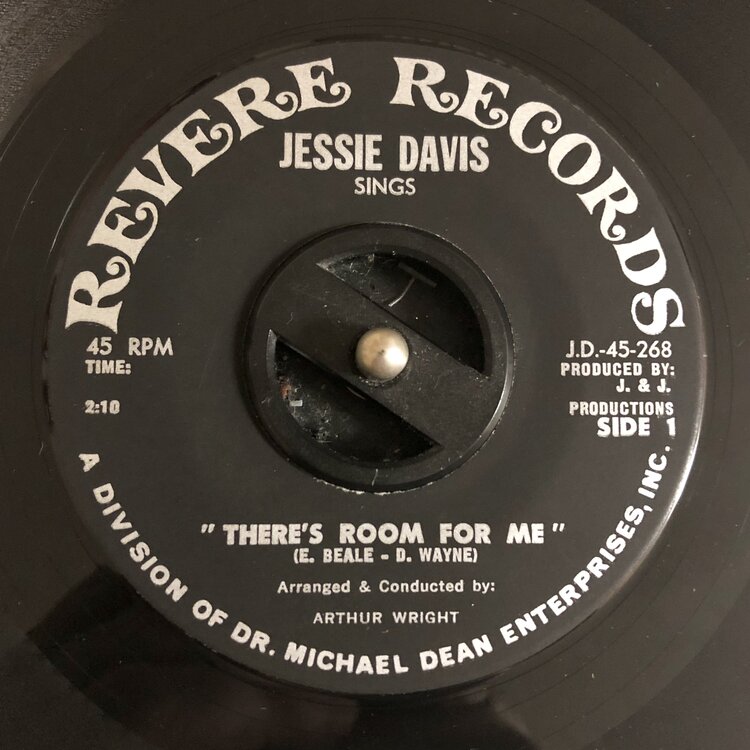 REVERE RECORDS
JESSIE DAVIS
SINGS
45 RPM
TIME:
2:10
J.D.-45-268
PRODUCED BY:
J. & J.
PRODUCTIONS
SIDE 1
"THERE'S ROOM FOR ME"
(E. BEALE - D. WAYNE)
Arranged & Conducted by:
ARTHUR WRIGHT
A DIVISION OF DR. MICHAEL DEAN ENTERPRISES, INC.